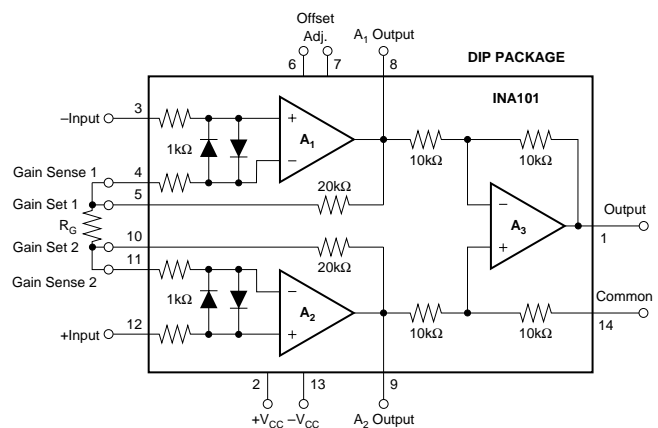 Offset
Adj.
A1 Output
6
7
8
DIP PACKAGE
INA101
–Input
3
1kΩ
A1
+
–
10kΩ
10kΩ
Gain Sense 1
4
Gain Set 1
5
20kΩ
RG
–
A3
+
Output
1
Gain Set 2
10
20kΩ
Gain Sense 2
11
1kΩ
–
A2
+
10kΩ
10kΩ
Common
14
+Input
12
2
13
9
+VCC
–VCC
A2 Output